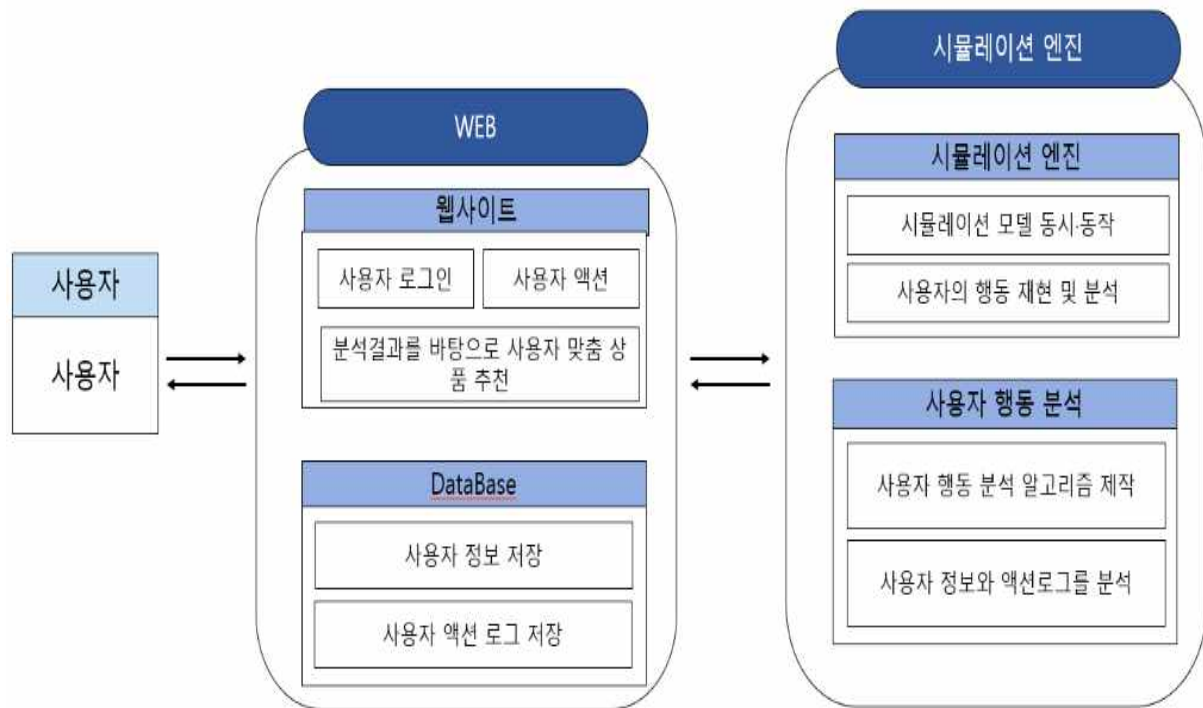 사용자
사용자
WEB
웹사이트
사용자 로그인
사용자 액션
분석결과를 바탕으로 사용자 맞춤 상
품 추천
DataBase
사용자 정보 저장
사용자 액션 로그 저장
시뮬레이션 엔진
시뮬레이션 엔진
시뮬레이션 모델 동시·동작
사용자의 행동 재현 및 분석
사용자 행동 분석
사용자 행동 분석 알고리즘 제작
사용자 정보와 액션로그를 분석